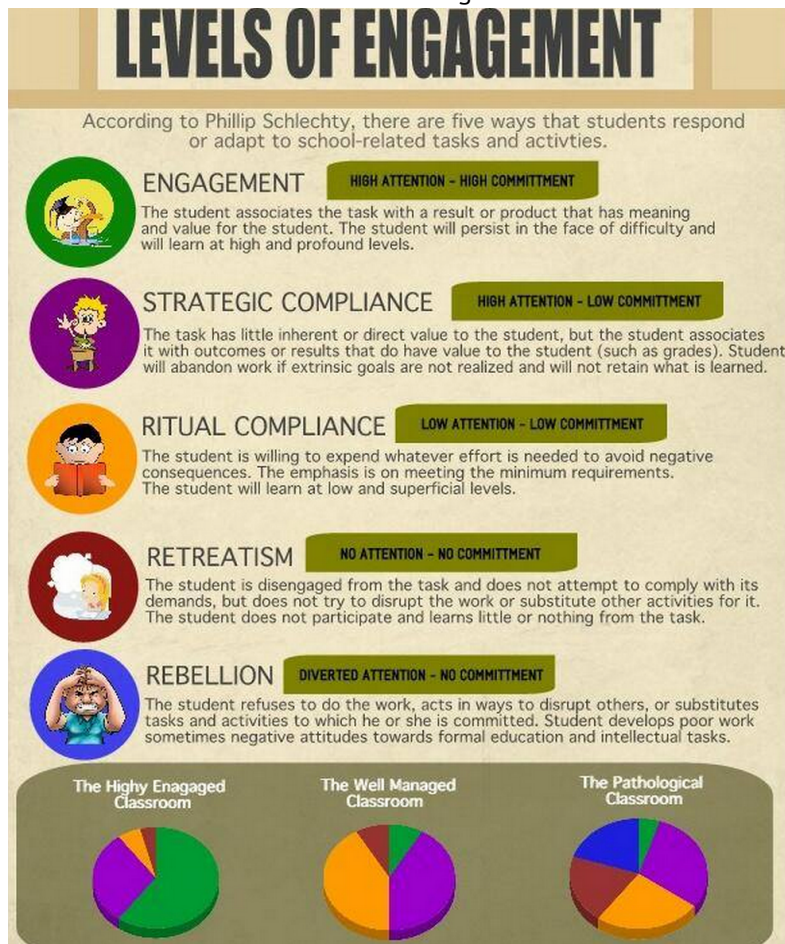 LEVELS OF ENGAGEMENT
According to Phillip Schlechty, there are five ways that students respond
or adapt to school-related tasks and activties.
ENGAGEMENT
HIGH ATTENTION - HIGH COMMITTMENT
The student associates the task with a result or product that has meaning
and value for the student. The student will persist in the face of difficulty and
will learn at high and profound levels.
STRATEGIC COMPLIANCE
HIGH ATTENTION - LOW COMMITTMENT
The task has little inherent or direct value to the student, but the student associates
it with outcomes or results that do have value to the student (such as grades). Student
will abandon work if extrinsic goals are not realized and will not retain what is learned.
RITUAL COMPLIANCE
LOW ATTENTION - LOW COMMITTMENT
The student is willing to expend whatever effort is needed to avoid negative
consequences. The emphasis is on meeting the minimum requirements.
The student will learn at low and superficial levels.
RETREATISM
NO ATTENTION - NO COMMITTMENT
The student is disengaged from the task and does not attempt to comply with its
demands, but does not try to disrupt the work or substitute other activities for it.
The student does not participate and learns little or nothing from the task.
REBELLION
DIVERTED ATTENTION - NO COMMITTMENT
The student refuses to do the work, acts in ways to disrupt others, or substitutes
tasks and activities to which he or she is committed. Student develops poor work
sometimes negative attitudes towards formal education and intellectual tasks.
The Highy Enagaged
Classroom
The Well Managed
Classroom
The Pathological
Classroom